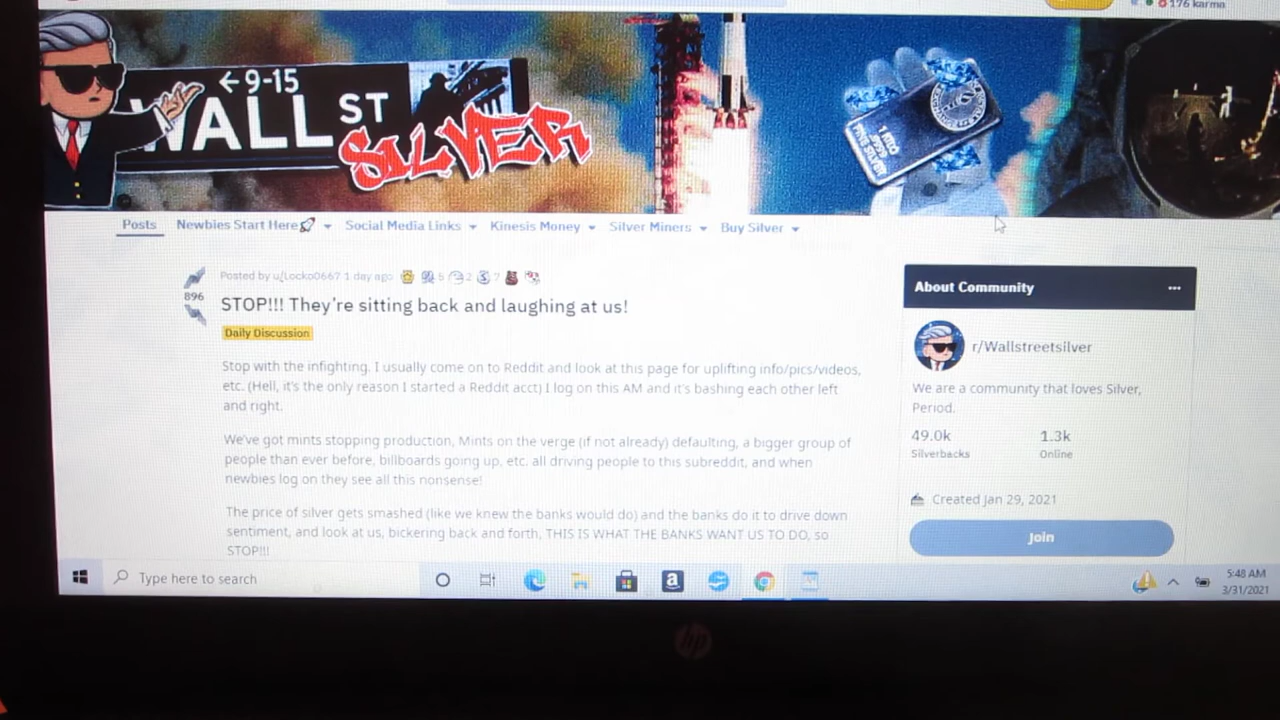 176 karma
←9-15
WALL ST
SILVER
1 KILO
.9999
FINE SILVER
Posts Newbies Start Here Social Media Links Kinesis Money Silver Miners Buy Silver
Posted by u/Locko0667 1 day ago 5 2 7
896
STOP!!! They're sitting back and laughing at us!
Daily Discussion
Stop with the infighting. I usually come on to Reddit and look at this page for uplifting info/pics/videos,
etc. (Hell, it's the only reason I started a Reddit acct) I log on this AM and it's bashing each other left
and right.
We've got mints stopping production, Mints on the verge (if not already) defaulting, a bigger group of
people than ever before, billboards going up, etc. all driving people to this subreddit, and when
newbies log on they see all this nonsense!
The price of silver gets smashed (like we knew the banks would do) and the banks do it to drive down
sentiment, and look at us, bickering back and forth, THIS IS WHAT THE BANKS WANT US TO DO, so
STOP!!!
About Community
r/Wallstreetsilver
We are a community that loves Silver,
Period.
49.0k 1.3k
Silverbacks Online
Created Jan 29, 2021
Join
Type here to search
a
5:48 AM
3/31/2021
hp